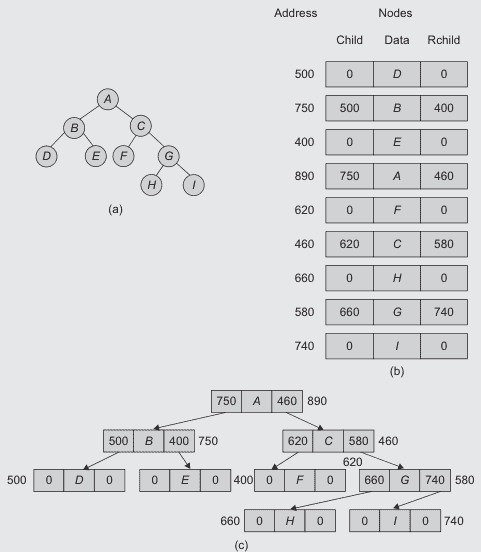 Address Nodes
Child Data Rchild
500 0 D 0
750 500 B 400
400 0 E 0
890 750 A 460
620 0 F 0
460 620 C 580
660 0 H 0
580 660 G 740
740 0 I 0
(b)
A
B C
D E F G
H I
(a)
750 A 460 890
500 B 400 750 620 C 580 460
620
500 0 D 0 0 E 0 400 0 F 0 660 G 740 580
660 0 H 0 0 I 0 740
(c)